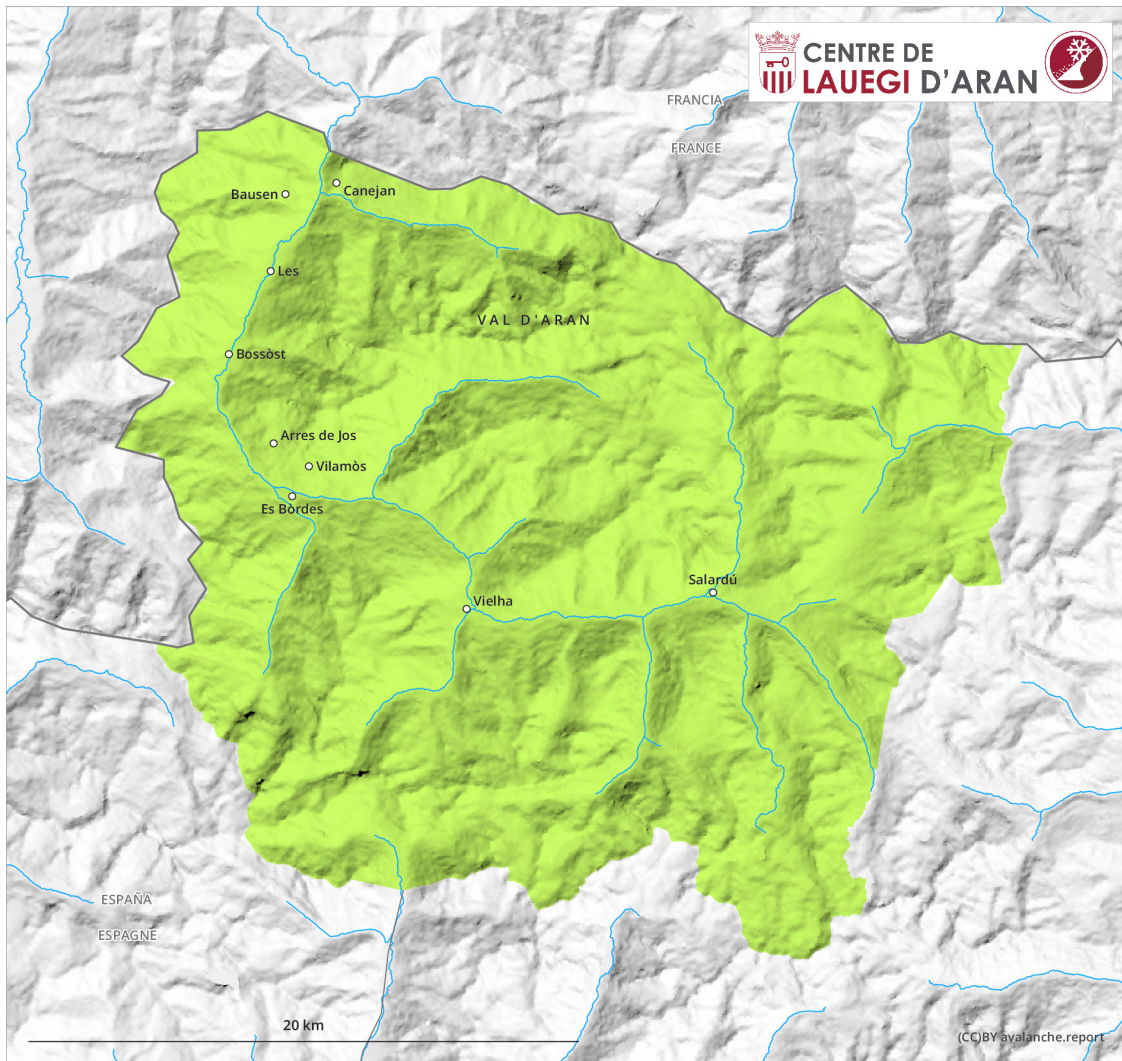 CENTRE DE
LAUEGI D'ARAN
FRANCIA
FRANCE
Canejan
Bausen
Les
VAL D'ARAN
Bossòst
Arres de Jos
Vilamòs
Es Bòrdes
Salardú
Vielha
ESPAÑA
ESPAGNE
20 km
(CC)BY avalanche.report